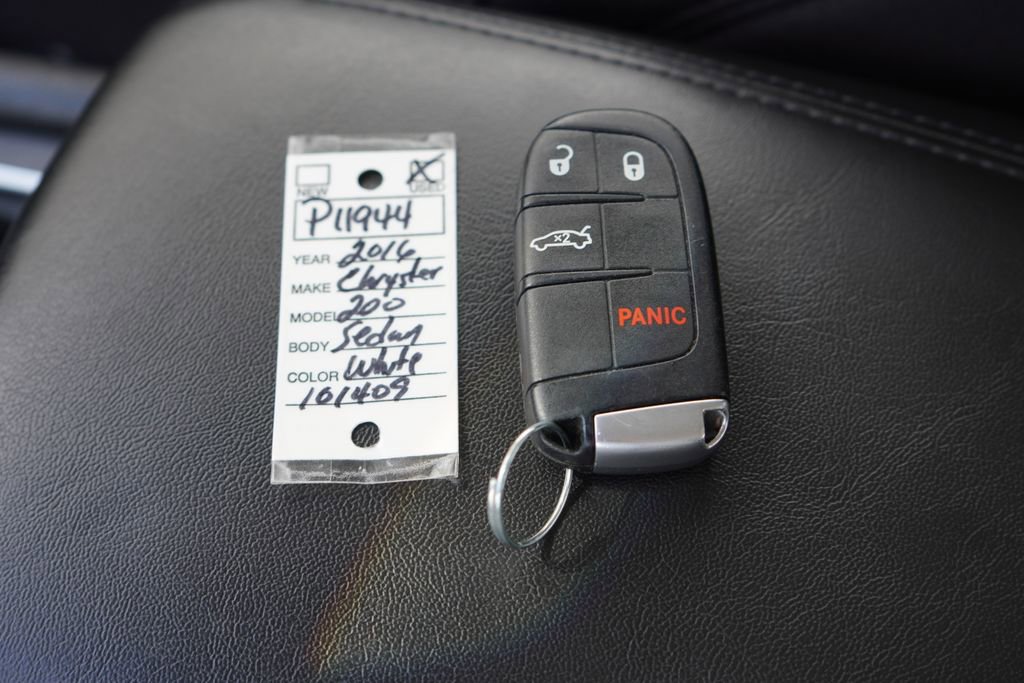 NEW USED
P11944
YEAR 2016
MAKE Chrysler
MODEL 200
BODY Sedan
COLOR White
101409
x2
PANIC